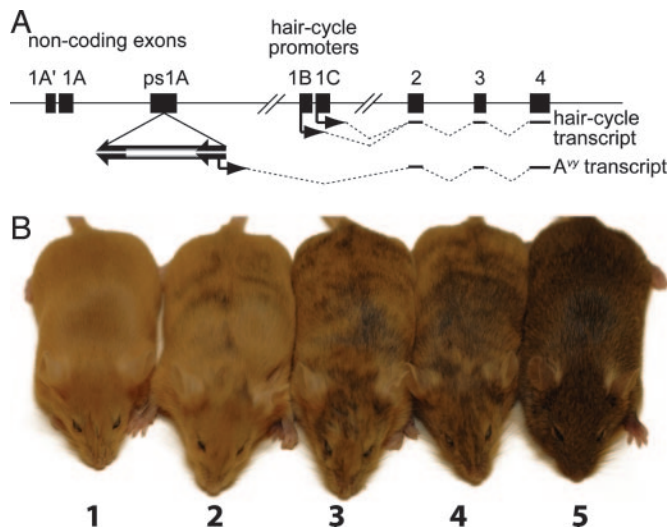 A
non-coding exons
hair-cycle
promoters
1A' 1A
ps1A
1B 1C
2
3
4
hair-cycle
transcript
Avy transcript
B
1 2 3 4 5